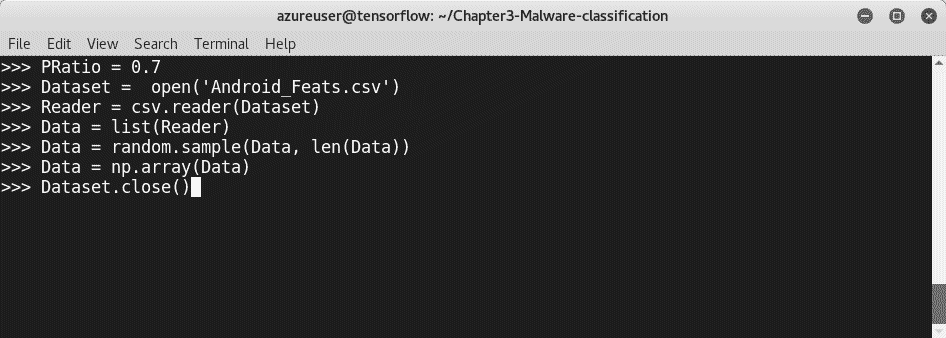 azureuser@tensorflow: ~/Chapter3-Malware-classification
File Edit View Search Terminal Help
>>> PRatio = 0.7
>>> Dataset =  open('Android_Feats.csv')
>>> Reader = csv.reader(Dataset)
>>> Data = list(Reader)
>>> Data = random.sample(Data, len(Data))
>>> Data = np.array(Data)
>>> Dataset.close()